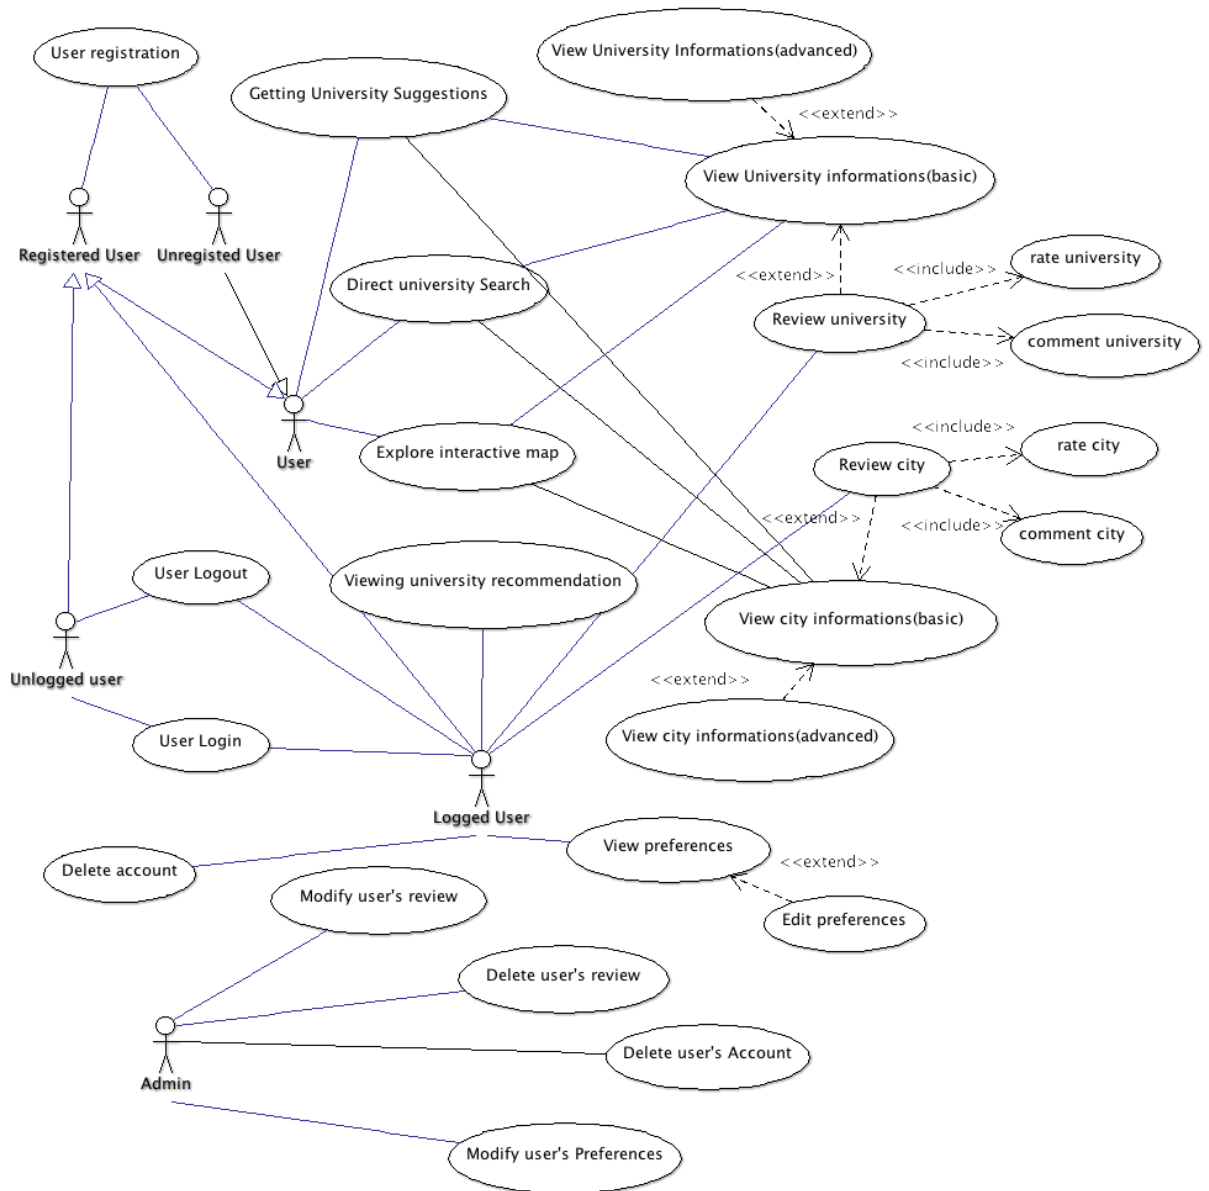 User registration
View University Informations(advanced)
Getting University Suggestions
<<extend>>
View University informations(basic)
Registered User
Unregisted User
<<extend>>
<<include>>
rate university
Direct university Search
Review university
comment university
<<include>>
User
Explore interactive map
<<include>>
rate city
Review city
<<extend>>
<<include>>
comment city
User Logout
Viewing university recommendation
View city informations(basic)
Unlogged user
<<extend>>
User Login
View city informations(advanced)
Logged User
View preferences
<<extend>>
Delete account
Modify user's review
Edit preferences
Delete user's review
Delete user's Account
Admin
Modify user's Preferences